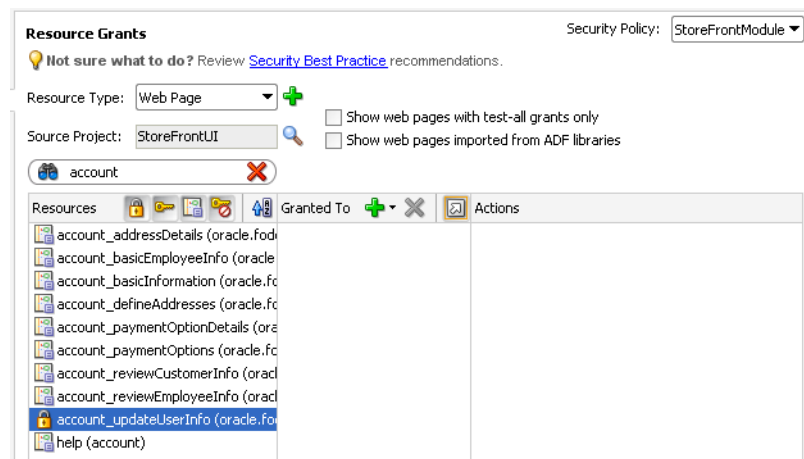 Resource Grants
Security Policy: StoreFrontModule
Not sure what to do? Review Security Best Practice recommendations.
Resource Type: Web Page
Show web pages with test-all grants only
Source Project: StoreFrontUI
Show web pages imported from ADF libraries
account
Resources Granted To Actions
account_addressDetails (oracle.fode
account_basicEmployeeInfo (oracle
account_basicInformation (oracle.fo
account_defineAddresses (oracle.fo
account_paymentOptionDetails (ora
account_paymentOptions (oracle.fo
account_reviewCustomerInfo (oracl
account_reviewEmployeeInfo (oracl
account_updateUserInfo (oracle.fo
help (account)